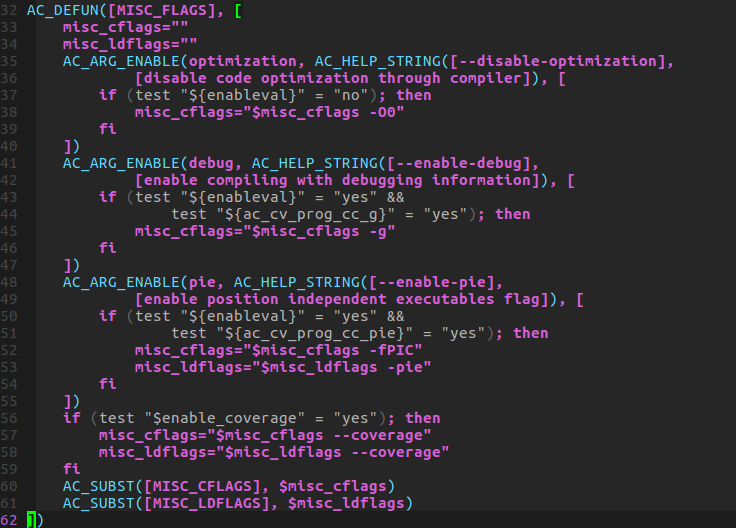 32 AC_DEFUN([MISC_FLAGS], [
33     misc_cflags=""
34     misc_ldflags=""
35     AC_ARG_ENABLE(optimization, AC_HELP_STRING([--disable-optimization],
36             [disable code optimization through compiler]), [
37         if (test "${enableval}" = "no"); then
38             misc_cflags="$misc_cflags -O0"
39         fi
40     ])
41     AC_ARG_ENABLE(debug, AC_HELP_STRING([--enable-debug],
42             [enable compiling with debugging information]), [
43         if (test "${enableval}" = "yes" &&
44                 test "${ac_cv_prog_cc_g}" = "yes"); then
45             misc_cflags="$misc_cflags -g"
46         fi
47     ])
48     AC_ARG_ENABLE(pie, AC_HELP_STRING([--enable-pie],
49             [enable position independent executables flag]), [
50         if (test "${enableval}" = "yes" &&
51                 test "${ac_cv_prog_cc_pie}" = "yes"); then
52             misc_cflags="$misc_cflags -fPIC"
53             misc_ldflags="$misc_ldflags -pie"
54         fi
55     ])
56     if (test "$enable_coverage" = "yes"); then
57         misc_cflags="$misc_cflags --coverage"
58         misc_ldflags="$misc_ldflags --coverage"
59     fi
60     AC_SUBST([MISC_CFLAGS], $misc_cflags)
61     AC_SUBST([MISC_LDFLAGS], $misc_ldflags)
62 ])